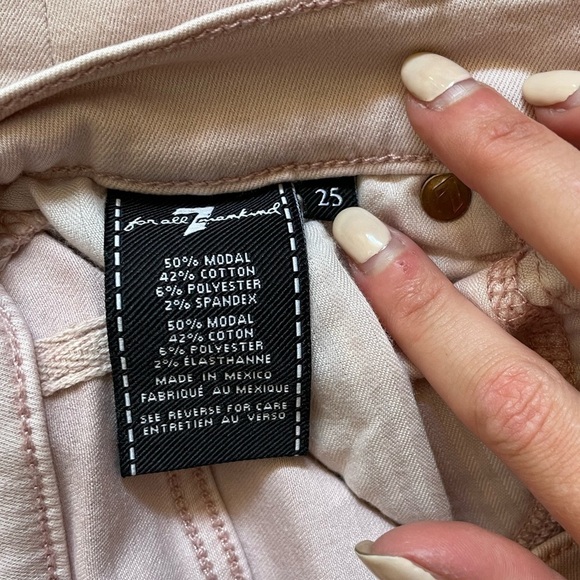 for all 7 mankind
25
50% MODAL
42% COTTON
6% POLYESTER
2% SPANDEX
50% MODAL
42% COTON
6% POLYESTER
2% ÉLASTHANNE
MADE IN MEXICO
FABRIQUÉ AU MEXIQUE
SEE REVERSE FOR CARE
ENTRETIEN AU VERSO